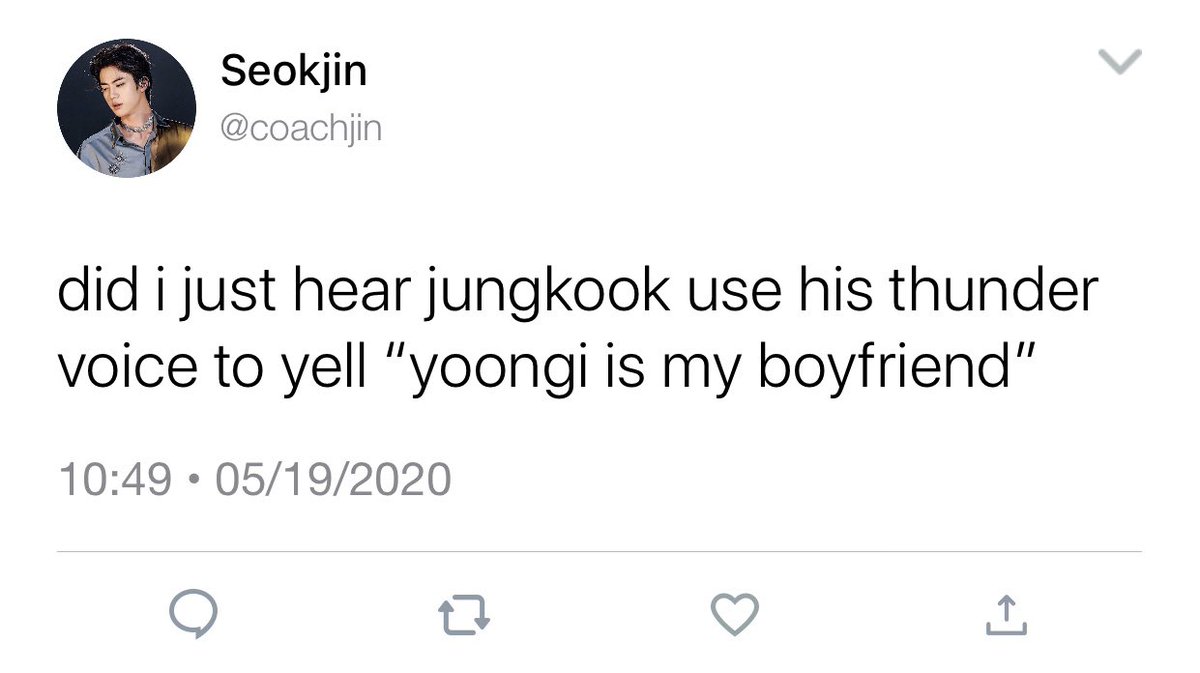 Seokjin
@coachjin
did i just hear jungkook use his thunder
voice to yell “yoongi is my boyfriend”
10:49 • 05/19/2020